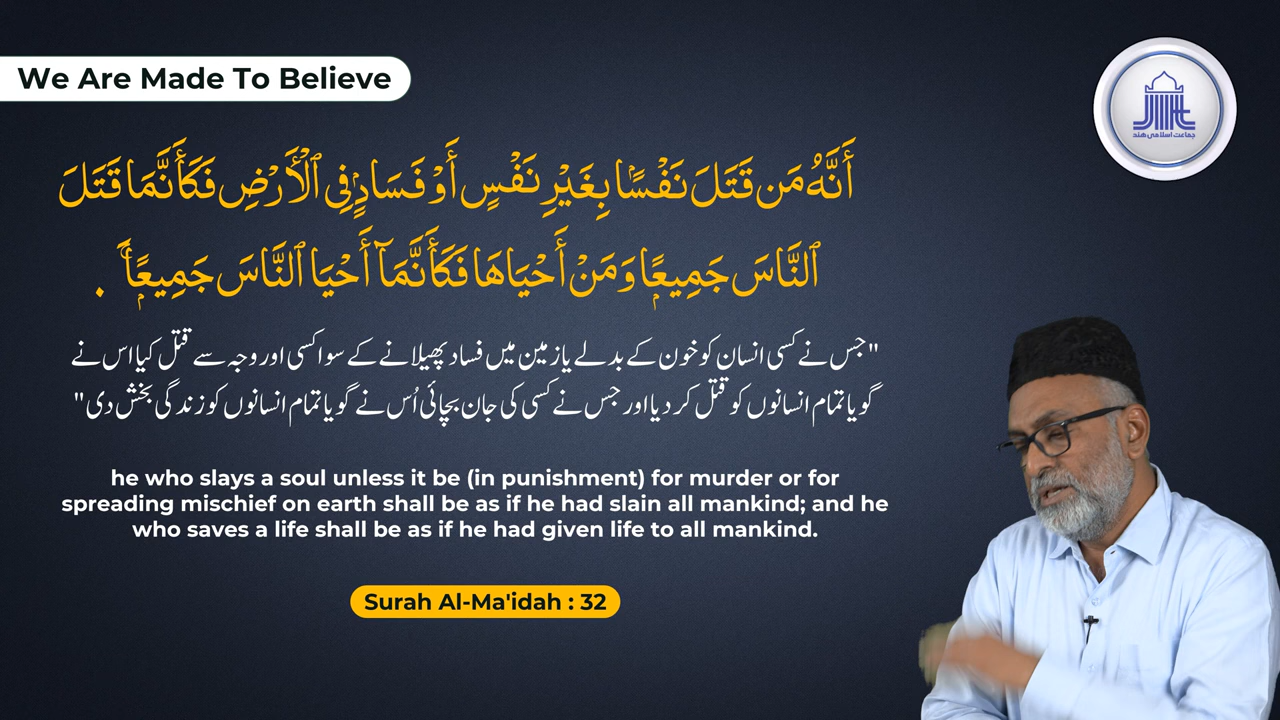 We Are Made To Believe
جماعت اسلامی ہند
أَنَّهُۥ مَن قَتَلَ نَفْسًۢا بِغَيْرِ نَفْسٍ أَوْ فَسَادٍۢ فِى ٱلْأَرْضِ فَكَأَنَّمَا قَتَلَ
ٱلنَّاسَ جَمِيعًۭا وَمَنْ أَحْيَاهَا فَكَأَنَّمَآ أَحْيَا ٱلنَّاسَ جَمِيعًۭا ۚ .
"جس نے کسی انسان کو خون کے بدلے یا زمین میں فساد پھیلانے کے سوا کسی اور وجہ سے قتل کیا اس نے
گویا تمام انسانوں کو قتل کر دیا اور جس نے کسی کی جان بچائی اُس نے گویا تمام انسانوں کو زندگی بخش دی"
he who slays a soul unless it be (in punishment) for murder or for
spreading mischief on earth shall be as if he had slain all mankind; and he
who saves a life shall be as if he had given life to all mankind.
Surah Al-Ma'idah : 32